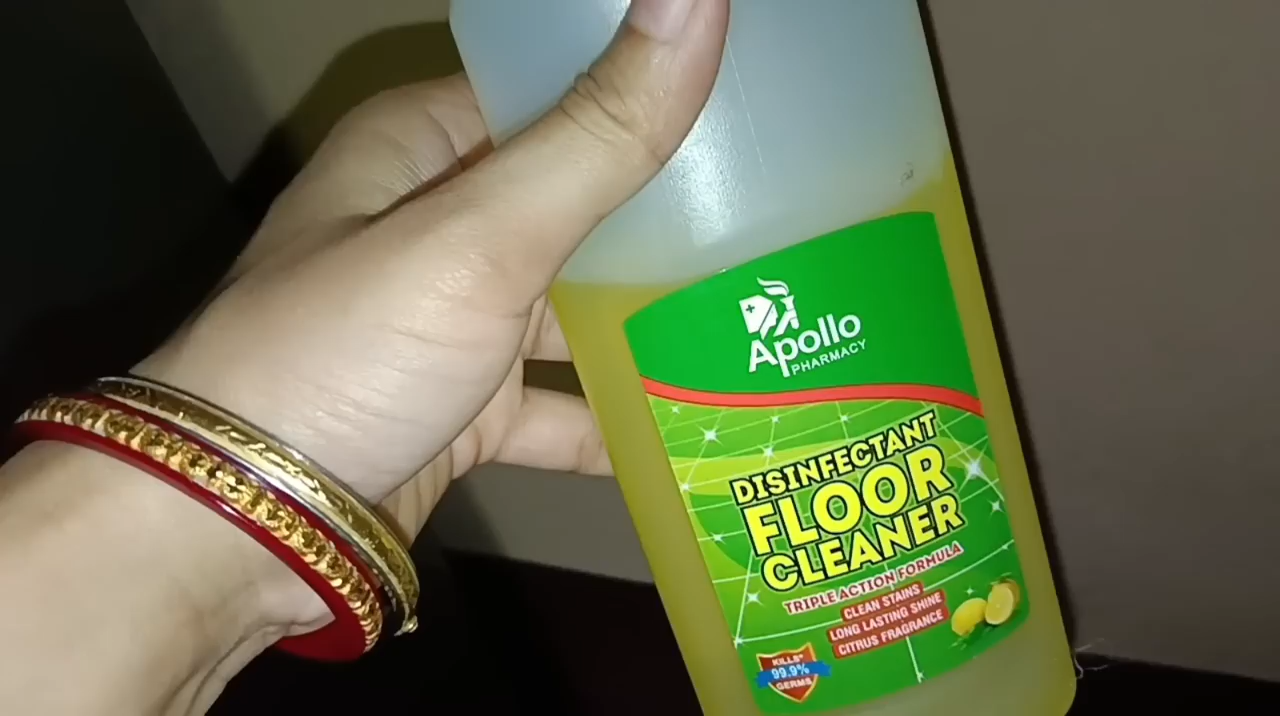 Apollo
PHARMACY
DISINFECTANT
FLOOR
CLEANER
TRIPLE ACTION FORMULA
CLEAN STAINS
LONG LASTING SHINE
CITRUS FRAGRANCE
KILLS*
99.9%
GERMS